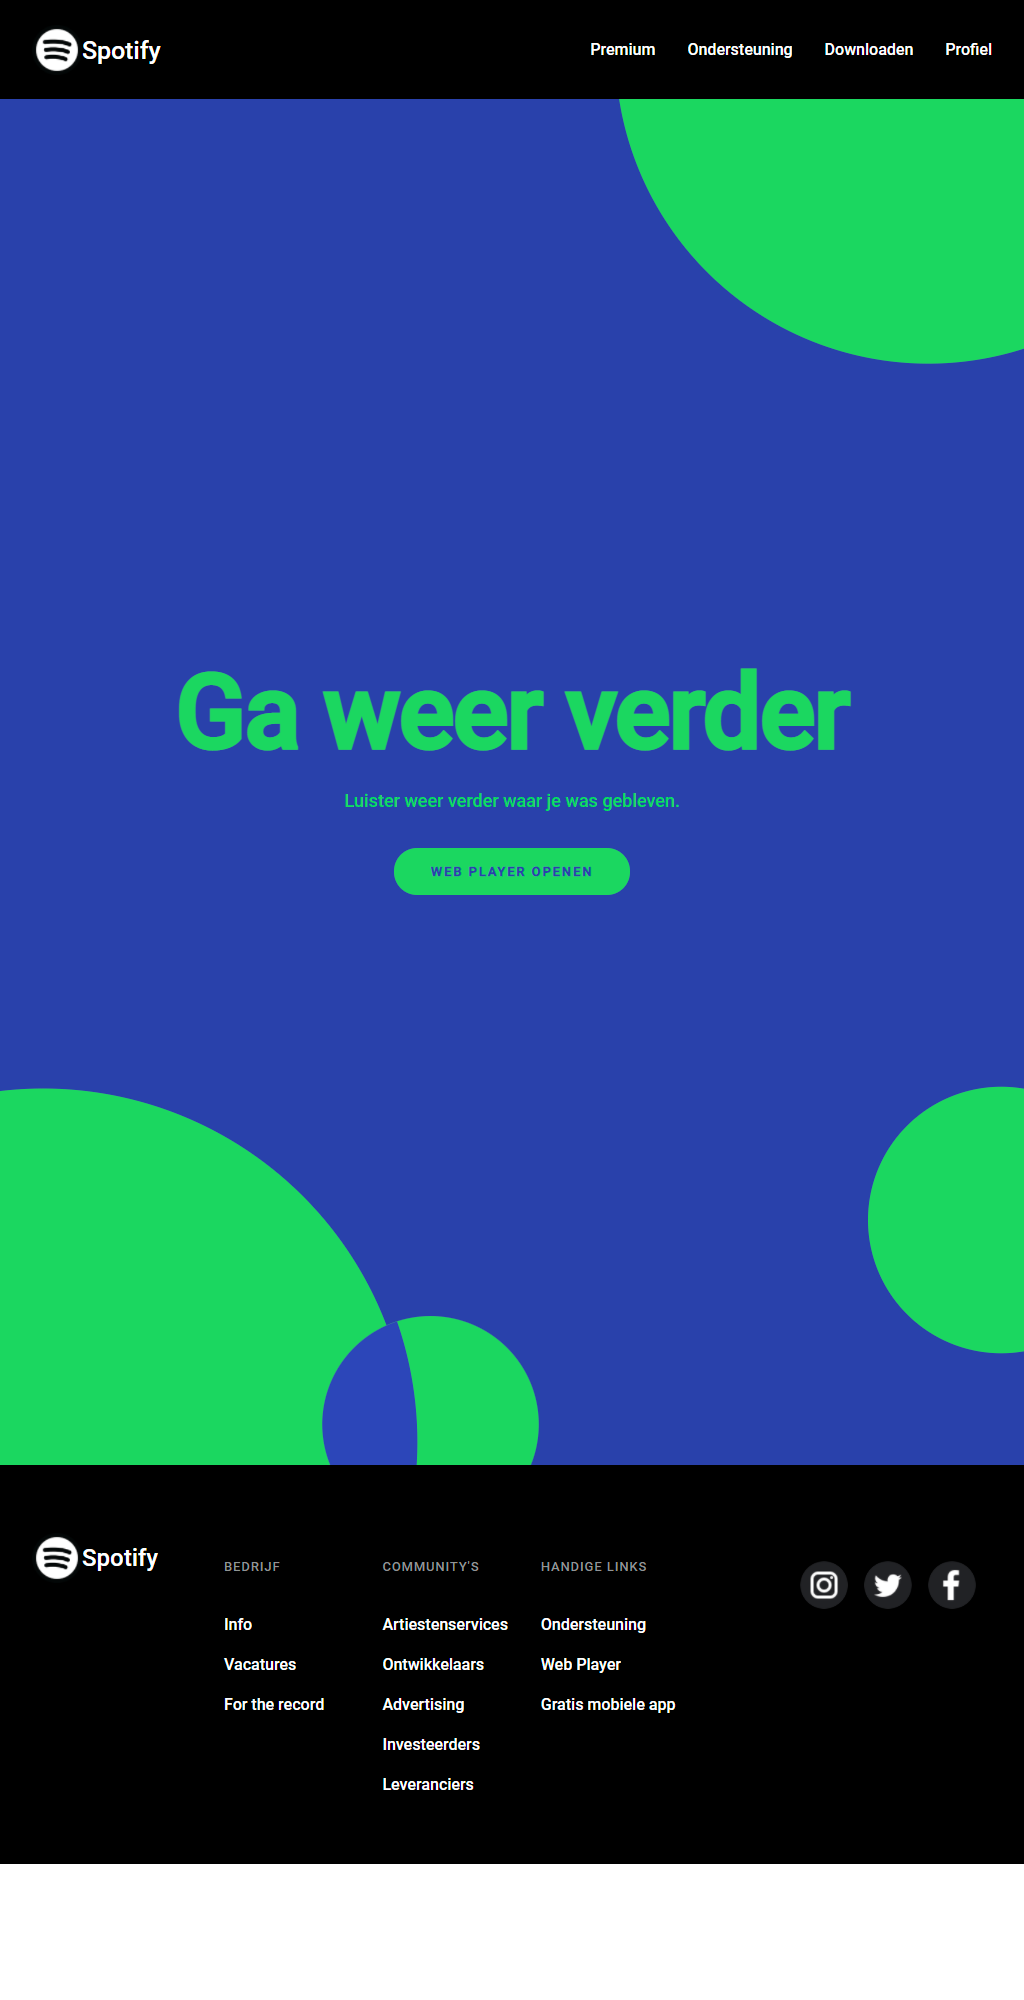 Spotify
Premium Ondersteuning Downloaden Profiel
Ga weer verder
Luister weer verder waar je was gebleven.
WEB PLAYER OPENEN
Spotify
BEDRIJF
Info
Vacatures
For the record
COMMUNITY'S
Artiestenservices
Ontwikkelaars
Advertising
Investeerders
Leveranciers
HANDIGE LINKS
Ondersteuning
Web Player
Gratis mobiele app